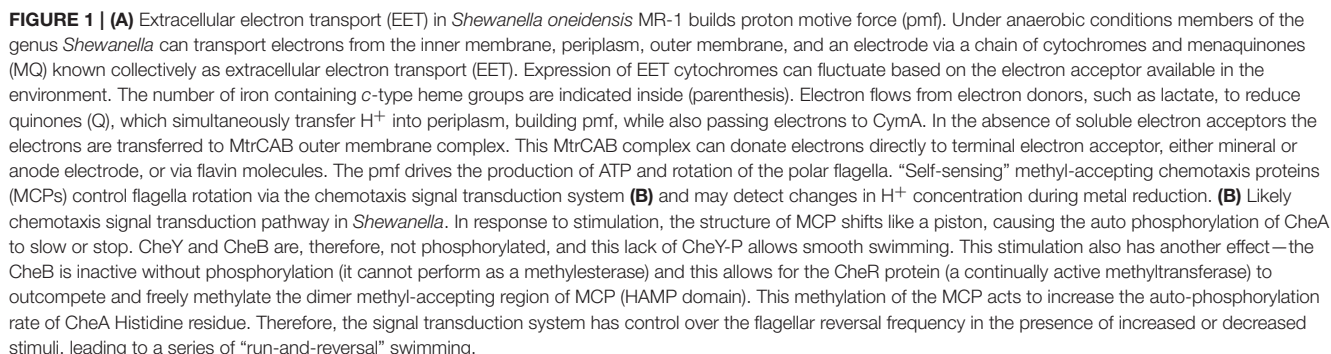 FIGURE 1 | (A) Extracellular electron transport (EET) in Shewanella oneidensis MR-1 builds proton motive force (pmf). Under anaerobic conditions members of the
genus Shewanella can transport electrons from the inner membrane, periplasm, outer membrane, and an electrode via a chain of cytochromes and menaquinones
(MQ) known collectively as extracellular electron transport (EET). Expression of EET cytochromes can fluctuate based on the electron acceptor available in the
environment. The number of iron containing c-type heme groups are indicated inside (parenthesis). Electron flows from electron donors, such as lactate, to reduce
quinones (Q), which simultaneously transfer H⁺ into periplasm, building pmf, while also passing electrons to CymA. In the absence of soluble electron acceptors the
electrons are transferred to MtrCAB outer membrane complex. This MtrCAB complex can donate electrons directly to terminal electron acceptor, either mineral or
anode electrode, or via flavin molecules. The pmf drives the production of ATP and rotation of the polar flagella. “Self-sensing” methyl-accepting chemotaxis proteins
(MCPs) control flagella rotation via the chemotaxis signal transduction system (B) and may detect changes in H⁺ concentration during metal reduction. (B) Likely
chemotaxis signal transduction pathway in Shewanella. In response to stimulation, the structure of MCP shifts like a piston, causing the auto phosphorylation of CheA
to slow or stop. CheY and CheB are, therefore, not phosphorylated, and this lack of CheY-P allows smooth swimming. This stimulation also has another effect—the
CheB is inactive without phosphorylation (it cannot perform as a methylesterase) and this allows for the CheR protein (a continually active methyltransferase) to
outcompete and freely methylate the dimer methyl-accepting region of MCP (HAMP domain). This methylation of the MCP acts to increase the auto-phosphorylation
rate of CheA Histidine residue. Therefore, the signal transduction system has control over the flagellar reversal frequency in the presence of increased or decreased
stimuli, leading to a series of “run-and-reversal” swimming.